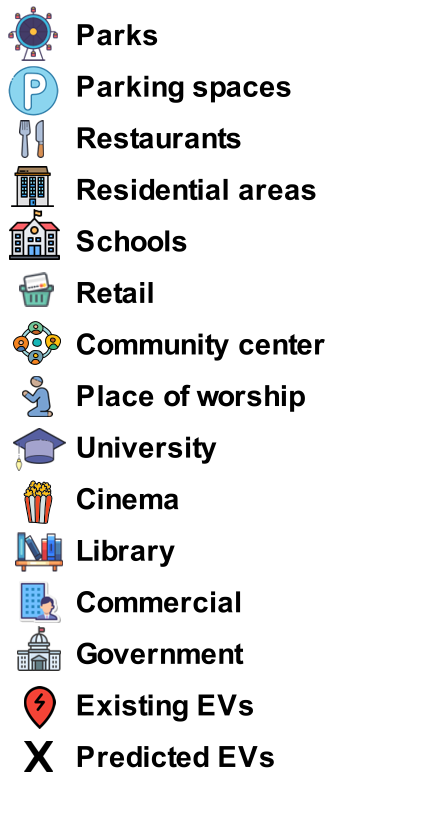 Parks
P Parking spaces
Restaurants
Residential areas
Schools
Retail
Community center
Place of worship
University
Cinema
Library
Commercial
Government
Existing EVs
X Predicted EVs